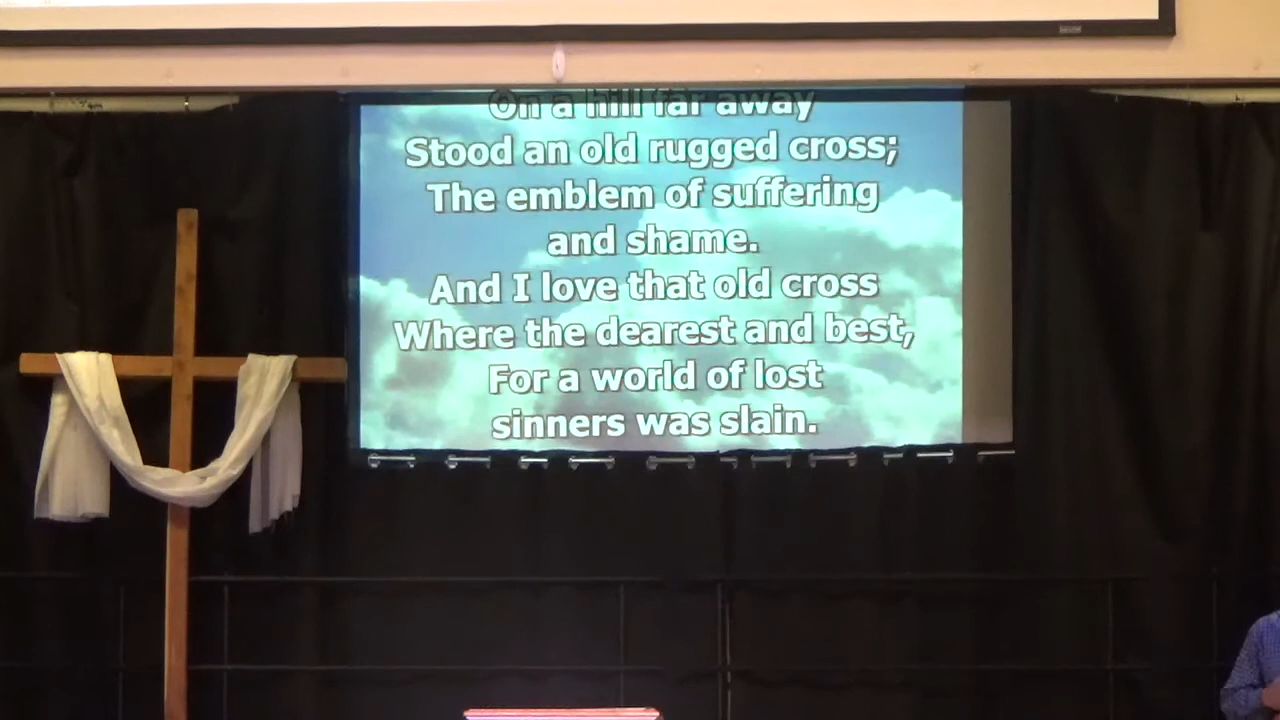 On a hill far away
Stood an old rugged cross;
The emblem of suffering
and shame.
And I love that old cross
Where the dearest and best,
For a world of lost
sinners was slain.